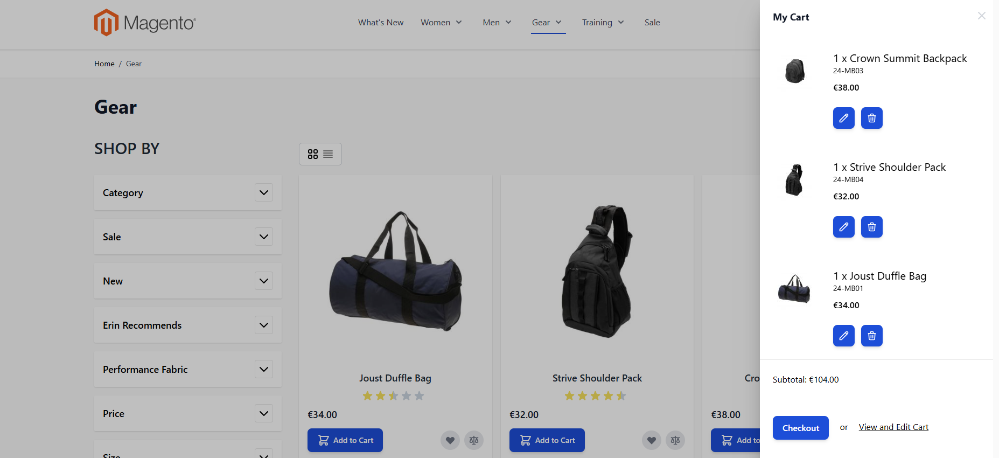 Magento®
What's New Women Men Gear Training Sale
Home / Gear
Gear
SHOP BY
Category
Sale
New
Erin Recommends
Performance Fabric
Price
Size
Joust Duffle Bag
€34.00
Add to Cart
Strive Shoulder Pack
€32.00
Add to Cart
Cro
€38.00
Add to
My Cart
1 x Crown Summit Backpack
24-MB03
€38.00
1 x Strive Shoulder Pack
24-MB04
€32.00
1 x Joust Duffle Bag
24-MB01
€34.00
Subtotal: €104.00
Checkout or View and Edit Cart